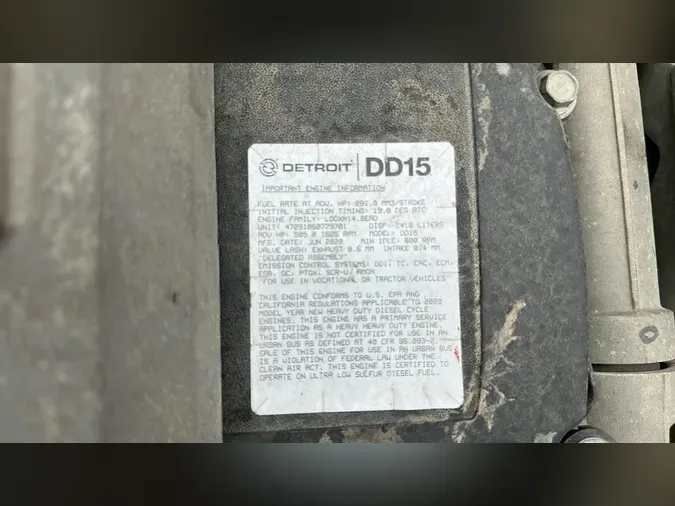 DETROIT DD15
IMPORTANT ENGINE INFORMATION
FUEL RATE AT ADV. HP: 291.0 MM3/STROKE
INITIAL INJECTION TIMING: 19.0 DEG BTC
ENGINE FAMILY: LDDXH14.8EAD
UNIT: 472910S0779701 DISP: 14.8 LITERS
ADV HP: 505 @ 1625 RPM MODEL: DD15
MFG. DATE: JUN 2020 MIN IDLE: 600 RPM
VALVE LASH: EXHAUST 0.6 MM INTAKE 0.4 MM
"DELEGATED ASSEMBLY"
EMISSION CONTROL SYSTEMS: DDI, TC, CAC, ECM,
EGR, OC, PTOX, SCR-U, AMOX
"FOR USE IN VOCATIONAL OR TRACTOR VEHICLES"
THIS ENGINE CONFORMS TO U.S. EPA AND
CALIFORNIA REGULATIONS APPLICABLE TO 2020
MODEL YEAR NEW HEAVY DUTY DIESEL CYCLE
ENGINES. THIS ENGINE HAS A PRIMARY SERVICE
APPLICATION AS A HEAVY HEAVY DUTY ENGINE.
THIS ENGINE IS NOT CERTIFIED FOR USE IN AN
URBAN BUS AS DEFINED AT 40 CFR 86.093-2.
SALE OF THIS ENGINE FOR USE IN AN URBAN BUS
IS A VIOLATION OF FEDERAL LAW UNDER THE
CLEAN AIR ACT. THIS ENGINE IS CERTIFIED TO
OPERATE ON ULTRA LOW SULFUR DIESEL FUEL.